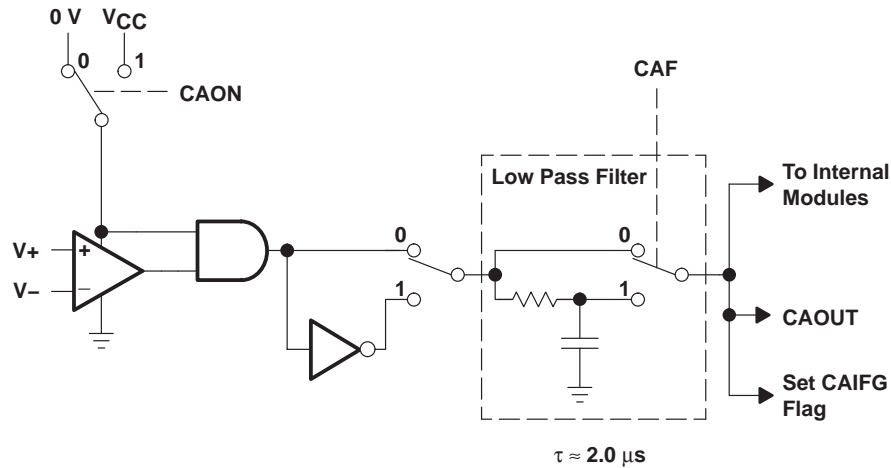 0 V VCC
0 1
CAON
CAF
Low Pass Filter
To Internal
Modules
V+ +
V− −
0
1
0
1
CAOUT
Set CAIFG
Flag
τ ≈ 2.0 μs